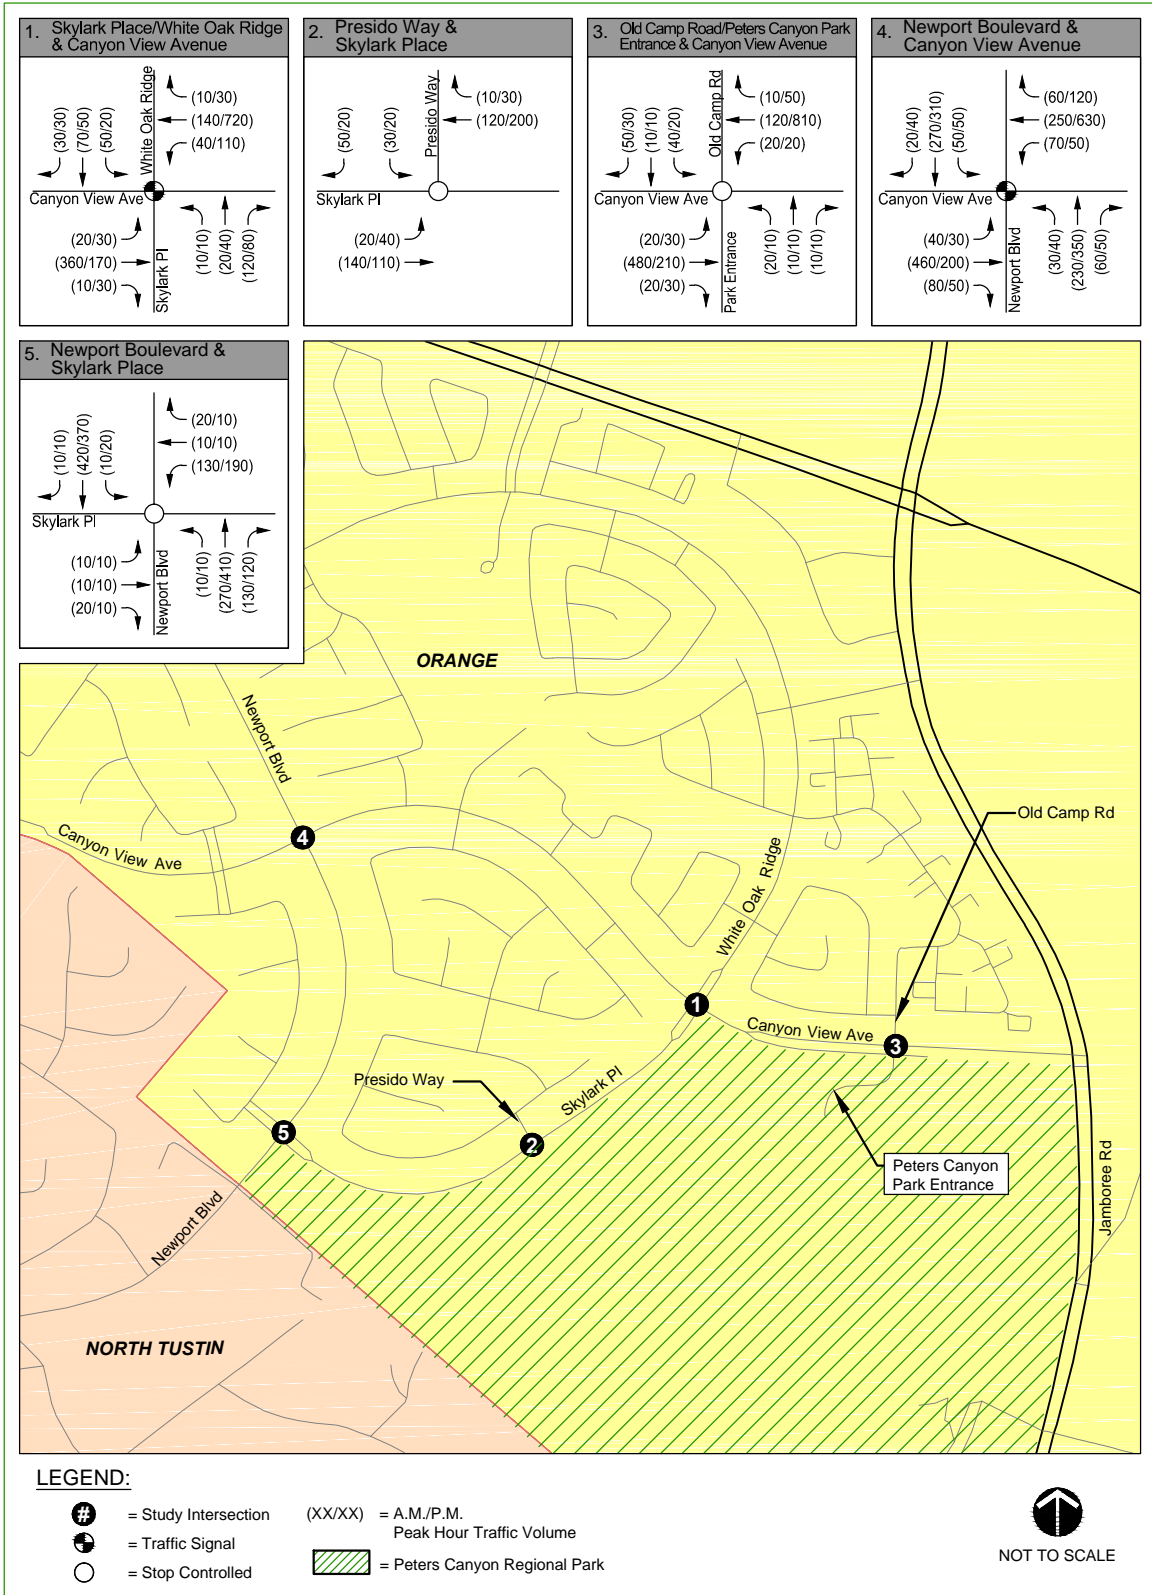 1. Skylark Place/White Oak Ridge
& Canyon View Avenue
White Oak Ridge
(30/30)
(70/50)
(50/20)
(10/30)
(140/720)
(40/110)
Canyon View Ave
(20/30)
(360/170)
(10/30)
Skylark Pl
(10/10)
(20/40)
(120/80)
2. Presido Way &
Skylark Place
Presido Way
(50/20)
(30/20)
(10/30)
(120/200)
Skylark Pl
(20/40)
(140/110)
3. Old Camp Road/Peters Canyon Park
Entrance & Canyon View Avenue
Old Camp Rd
(50/30)
(10/10)
(40/20)
(10/50)
(120/810)
(20/20)
Canyon View Ave
(20/30)
(480/210)
(20/30)
Park Entrance
(20/10)
(10/10)
(10/10)
4. Newport Boulevard &
Canyon View Avenue
(20/40)
(270/310)
(50/50)
(60/120)
(250/630)
(70/50)
Canyon View Ave
(40/30)
(460/200)
(80/50)
Newport Blvd
(30/40)
(230/350)
(60/50)
5. Newport Boulevard &
Skylark Place
(10/10)
(420/370)
(10/20)
(20/10)
(10/10)
(130/190)
Skylark Pl
(10/10)
(10/10)
(20/10)
Newport Blvd
(10/10)
(270/410)
(130/120)
ORANGE
Newport Blvd
Old Camp Rd
Canyon View Ave
4
White Oak Ridge
1
Canyon View Ave
3
Presido Way
Skylark Pl
5
2
Peters Canyon
Park Entrance
Jamboree Rd
Newport Blvd
NORTH TUSTIN
LEGEND:
# = Study Intersection
= Traffic Signal
= Stop Controlled
(XX/XX) = A.M./P.M.
Peak Hour Traffic Volume
= Peters Canyon Regional Park
NOT TO SCALE